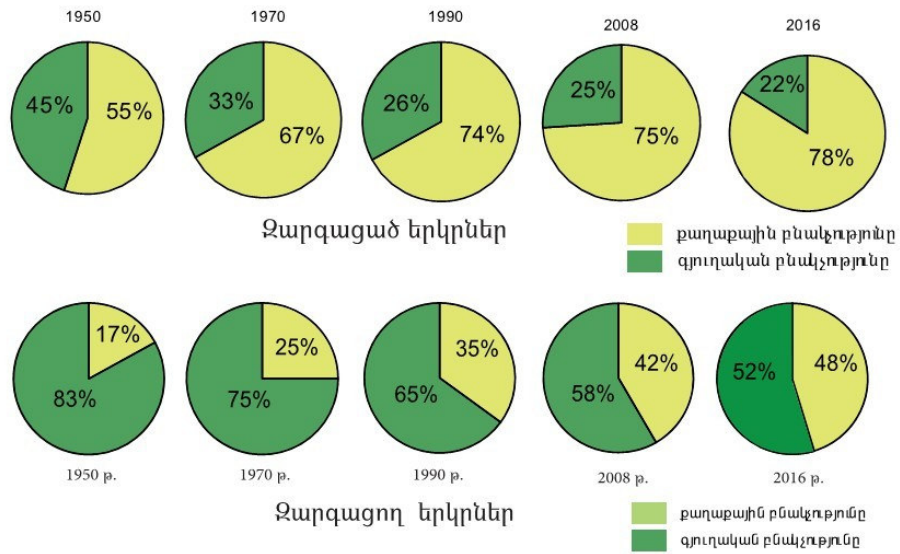 1950 1970 1990 2008 2016
45% 55% 33% 67% 26% 74% 25% 75% 22% 78%
Զարգացած երկրներ
քաղաքային բնակչությունը
գյուղական բնակչությունը
17% 83% 25% 75% 35% 65% 42% 58% 52% 48%
1950 թ. 1970 թ. 1990 թ. 2008 թ. 2016 թ.
Զարգացող երկրներ
քաղաքային բնակչությունը
գյուղական բնակչությունը